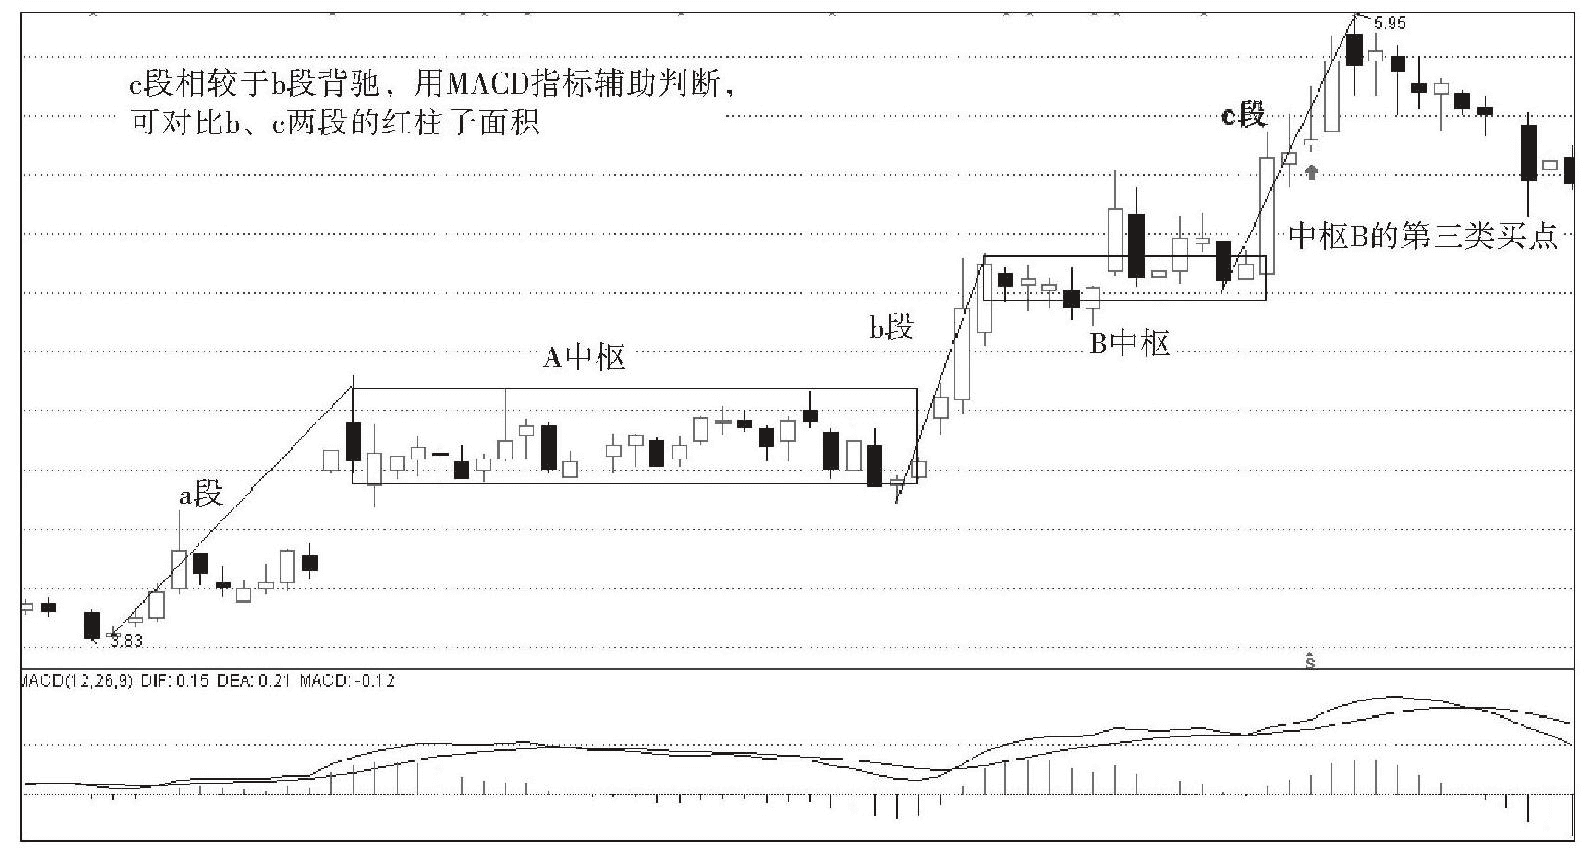 5.95
c段相较于b段背驰，用MACD指标辅助判断，
可对比b、c两段的红柱子面积
c段
中枢B的第三类买点
b段
B中枢
A中枢
a段
3.83
S
MACD(12,26,9) DIF:0.15 DEA:0.21 MACD:-0.12